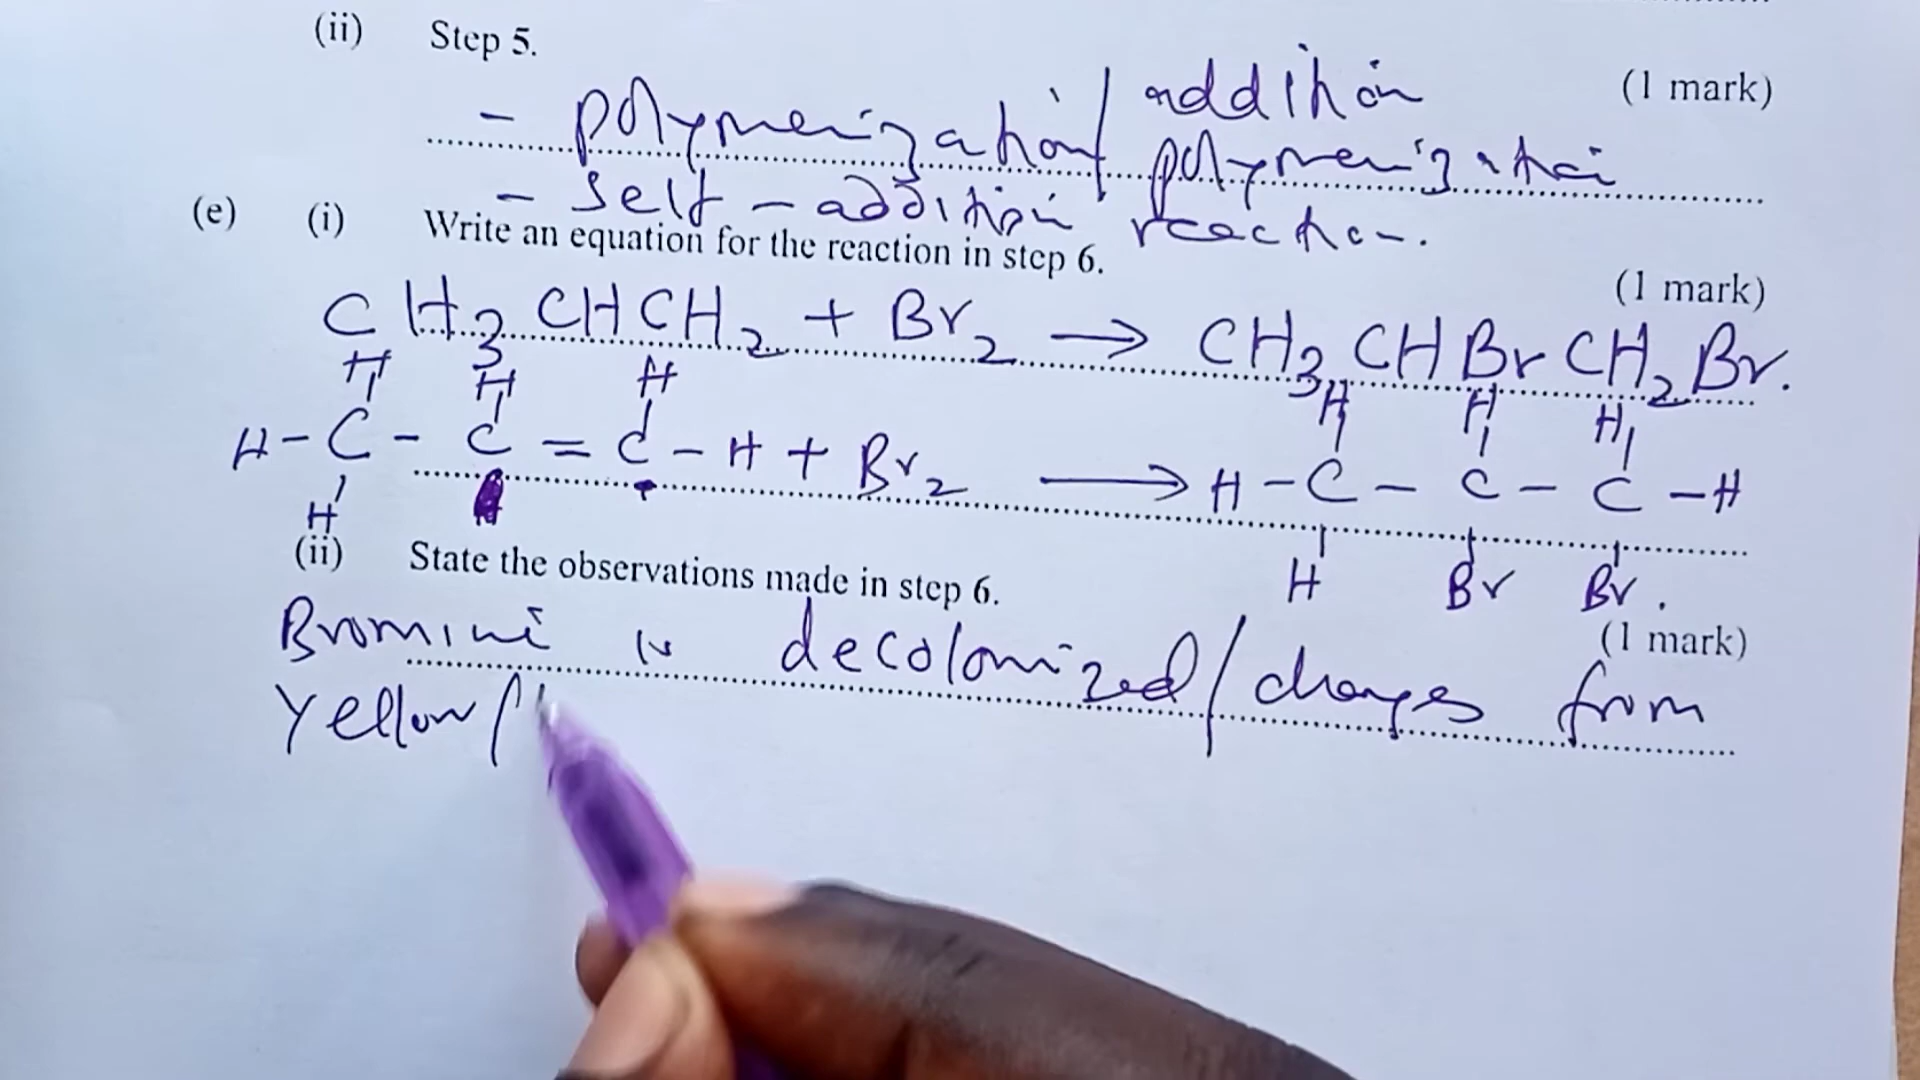 (ii) Step 5.
(1 mark)
- polymerization/ addition
polymerization
- self-addition reaction.
(e) (i) Write an equation for the reaction in step 6.
(1 mark)
CH3CHCH2 + Br2 → CH3CHBrCH2Br.
H H H H H H
H-C-C=C-H + Br2 → H-C-C-C-H
H H Br Br.
(ii) State the observations made in step 6.
(1 mark)
Bromine is decolourized/changes from
Yellow/